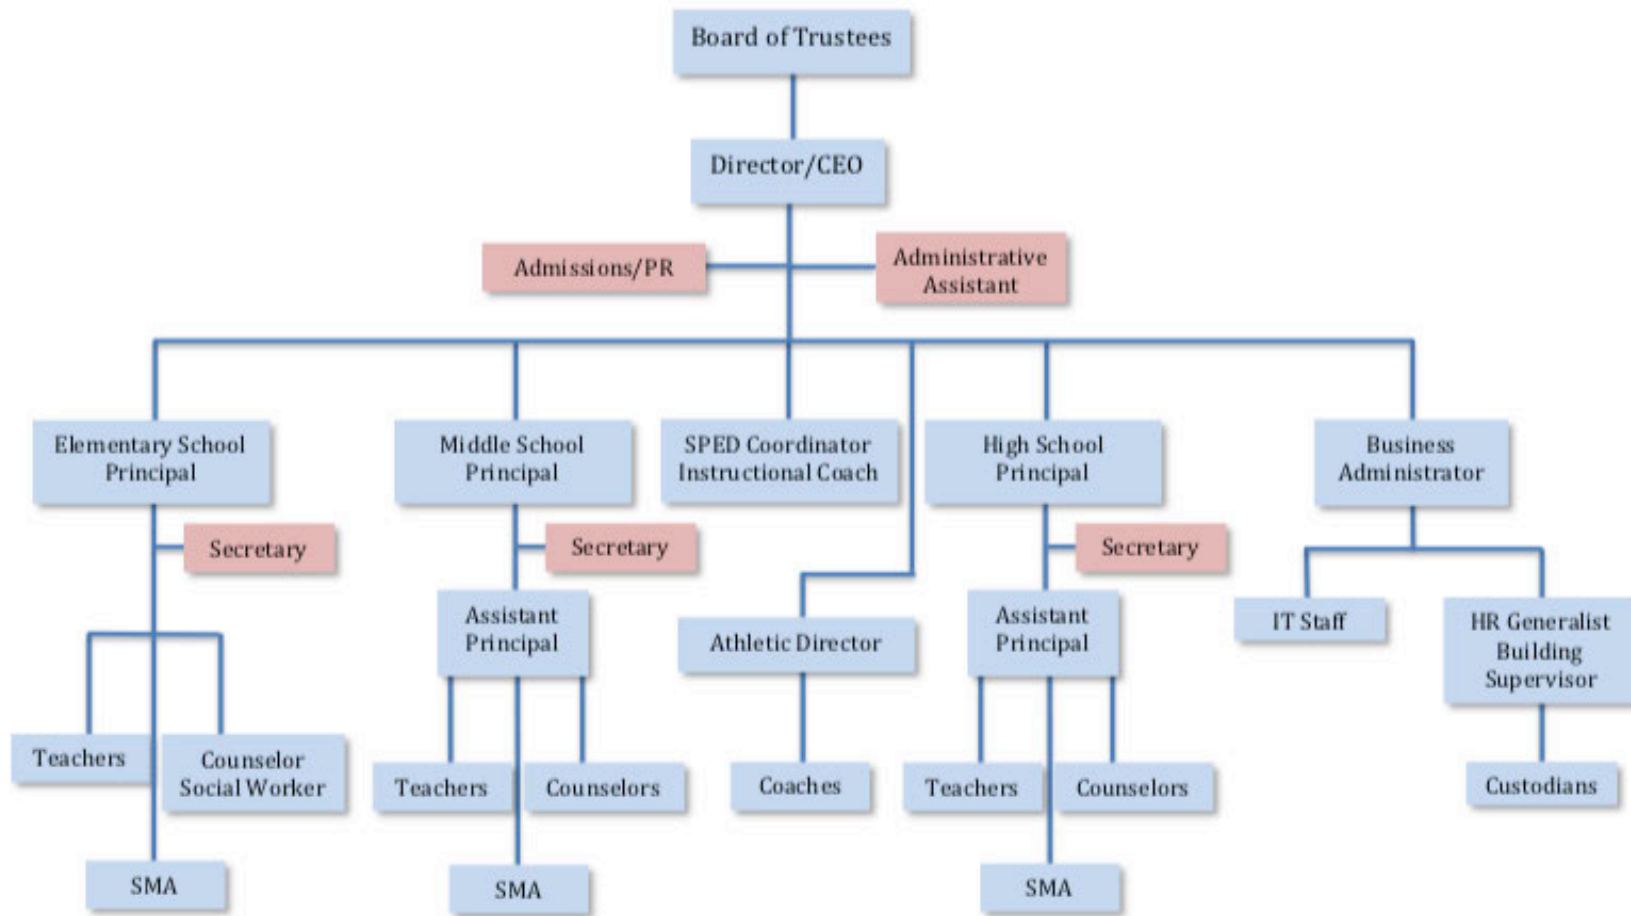 Board of Trustees
Director/CEO
Admissions/PR
Administrative
Assistant
Elementary School
Principal
Middle School
Principal
SPED Coordinator
Instructional Coach
High School
Principal
Business
Administrator
Secretary
Secretary
Secretary
Assistant
Principal
Athletic Director
Assistant
Principal
IT Staff
HR Generalist
Building
Supervisor
Teachers
Counselor
Social Worker
Teachers
Counselors
Coaches
Teachers
Counselors
Custodians
SMA
SMA
SMA